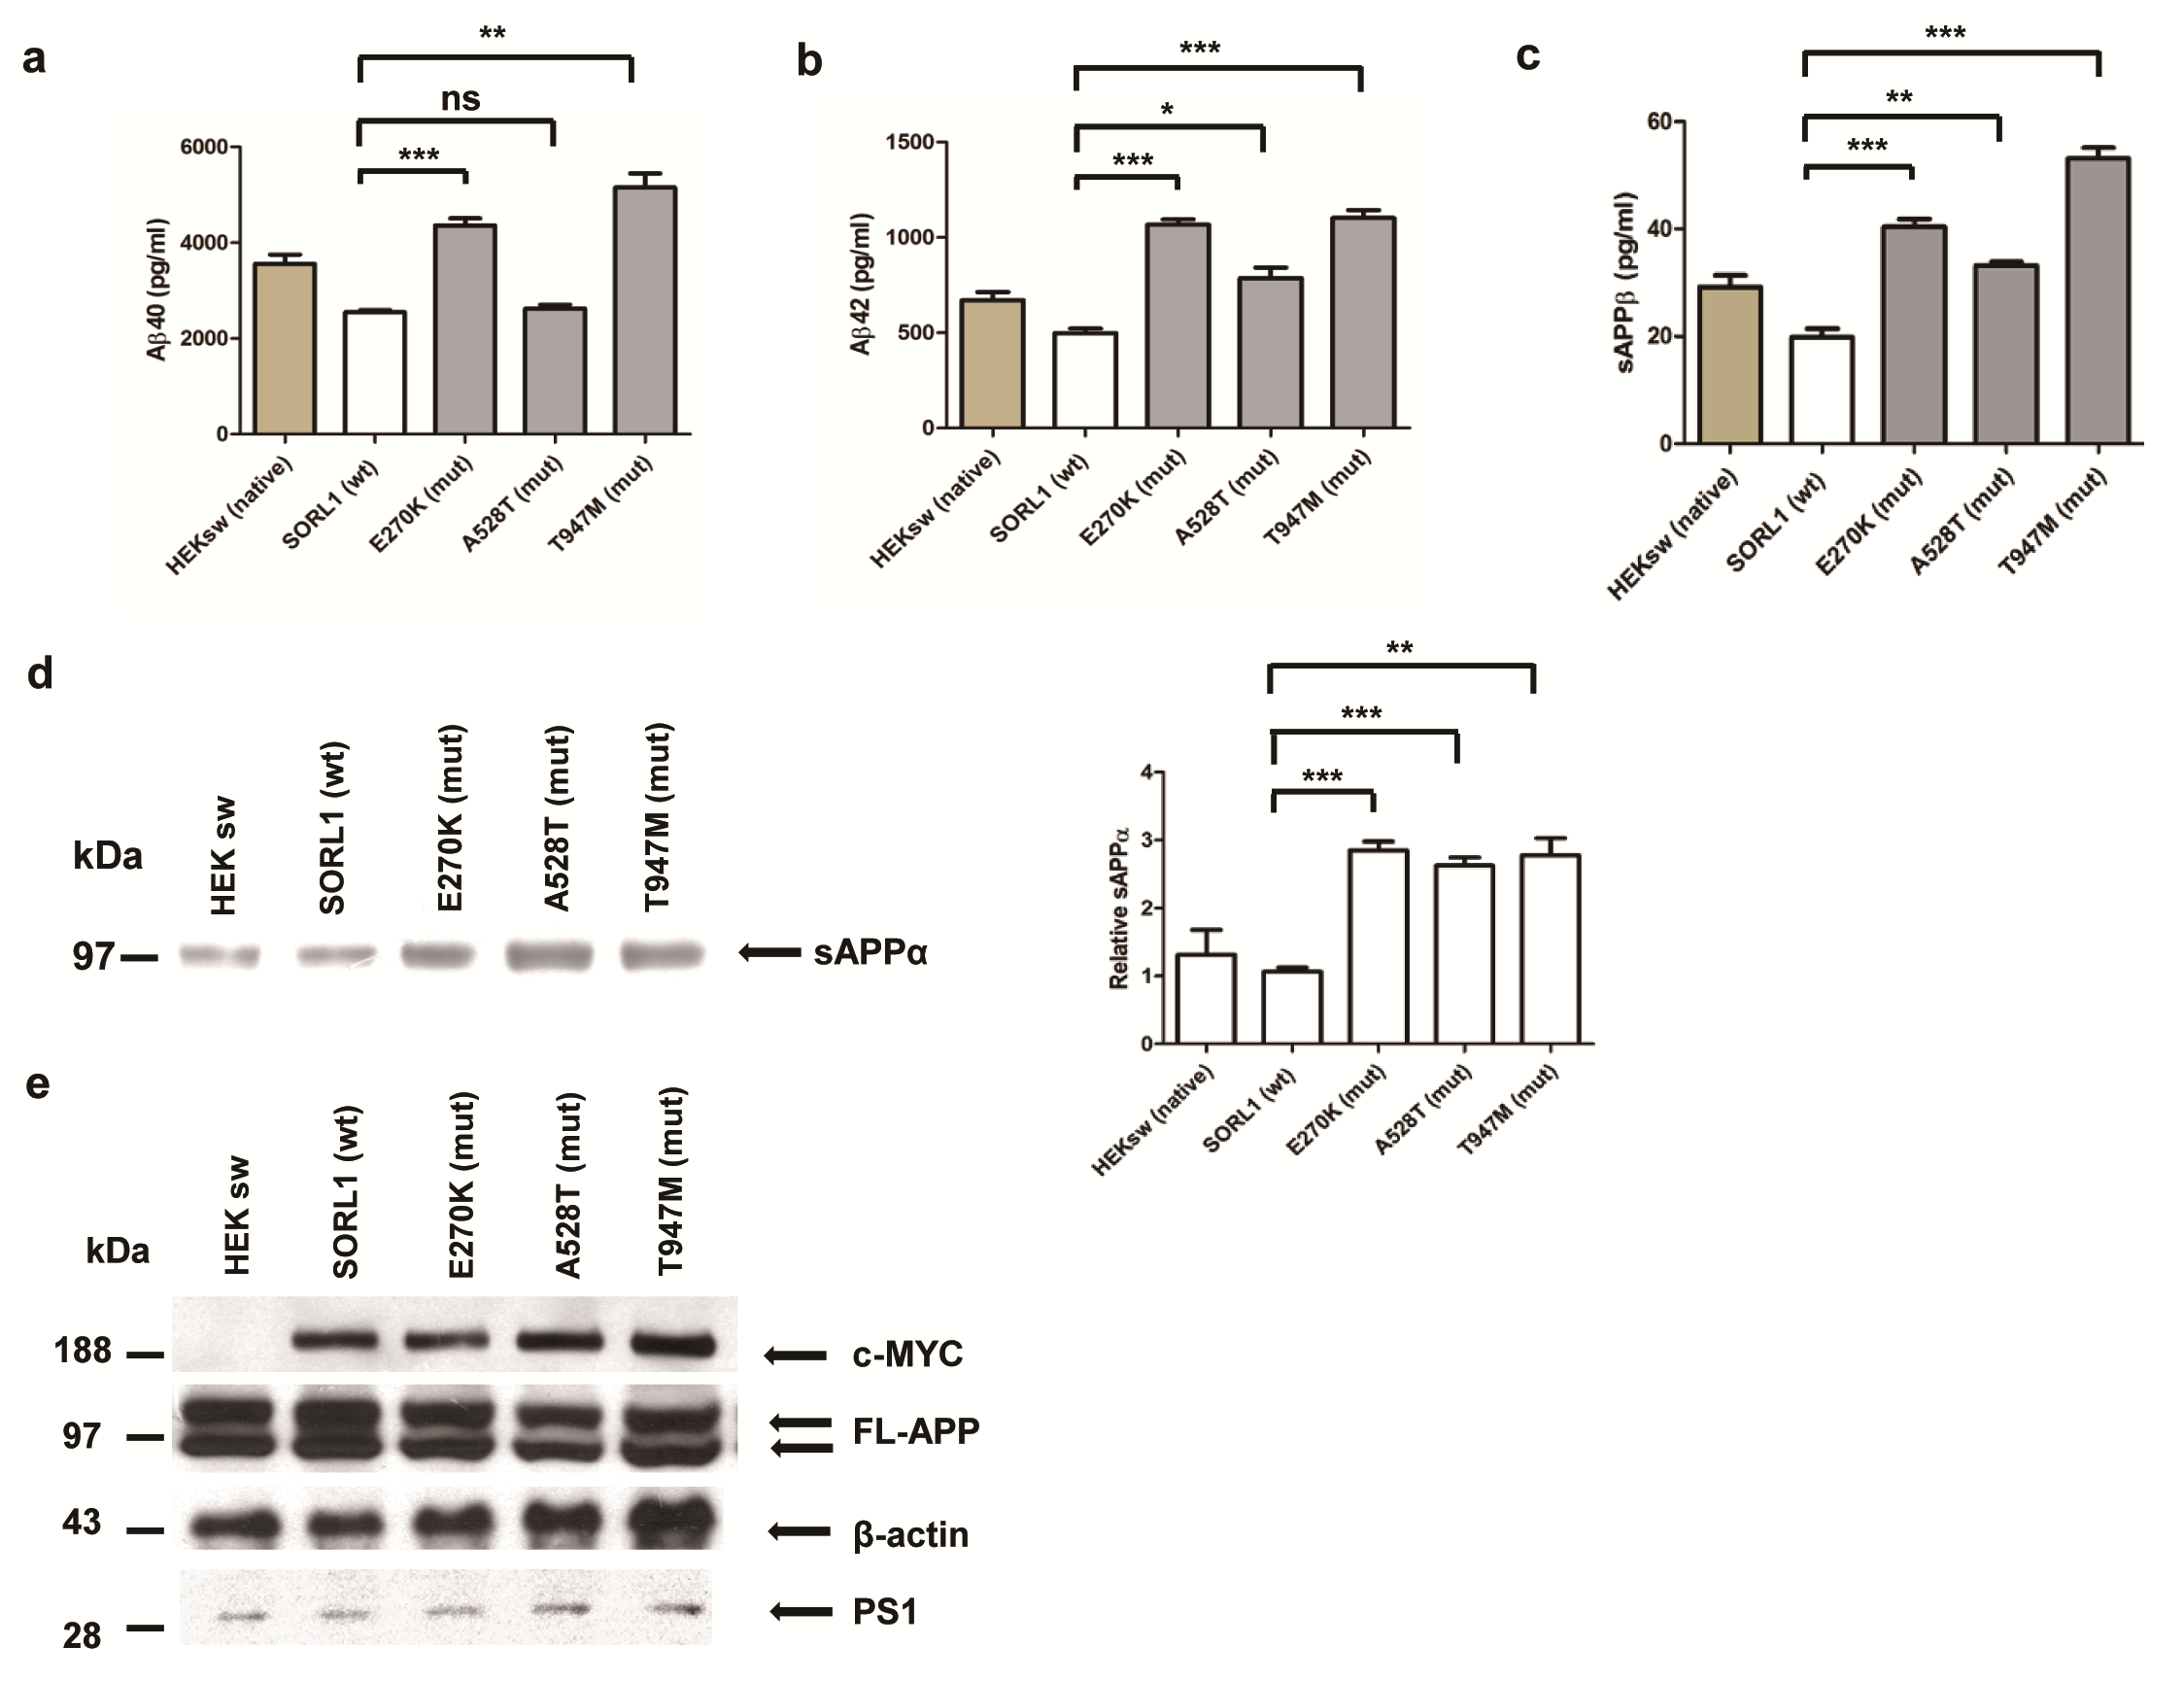 a
**
ns
***
6000
4000
2000
0
Aβ40 (pg/ml)
HEKsw (native)
SORL1 (wt)
E270K (mut)
A528T (mut)
T947M (mut)
b
***
*
***
1500
1000
500
0
Aβ42 (pg/ml)
HEKsw (native)
SORL1 (wt)
E270K (mut)
A528T (mut)
T947M (mut)
c
***
**
***
60
40
20
0
sAPPβ (pg/ml)
HEKsw (native)
SORL1 (wt)
E270K (mut)
A528T (mut)
T947M (mut)
d
kDa
HEK sw
SORL1 (wt)
E270K (mut)
A528T (mut)
T947M (mut)
97
sAPPα
**
***
***
4
3
2
1
0
Relative sAPPα
HEKsw (native)
SORL1 (wt)
E270K (mut)
A528T (mut)
T947M (mut)
e
kDa
HEK sw
SORL1 (wt)
E270K (mut)
A528T (mut)
T947M (mut)
188
c-MYC
97
FL-APP
43
β-actin
28
PS1